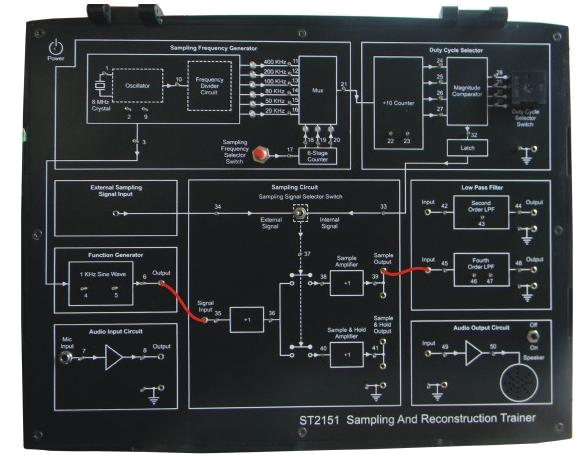 Power
Sampling Frequency Generator
1
10
Oscillator
Frequency
Divider
Circuit
8 MHz
Crystal
2 9
3
400 KHz 11
200 KHz 12
100 KHz 13
80 KHz 14
50 KHz 15
20 KHz 16
Mux
21
18 19 20
Sampling
Frequency
Selector
Switch
17
6-Stage
Counter
Duty Cycle Selector
÷10 Counter
22 23
24
25
26
27
Magnitude
Comparator
28
Duty Cycle
Selector
Switch
32
Latch
External Sampling
Signal Input
Sampling Circuit
Sampling Signal Selector Switch
34
33
External
Signal
Internal
Signal
37
Function Generator
1 KHz Sine Wave
4 5
6 Output
Signal
Input
35
+1
36
38
Sample
Amplifier
+1
39
Sample
Output
Sample & Hold
Amplifier
40
+1
41
Sample
& Hold
Output
Low Pass Filter
Input
42
Second
Order LPF
43
44 Output
Input
45
Fourth
Order LPF
46 47
48 Output
Audio Input Circuit
Mic
Input
7
8 Output
Audio Output Circuit
Off
On
Input
49
50
Speaker
ST2151 Sampling And Reconstruction Trainer